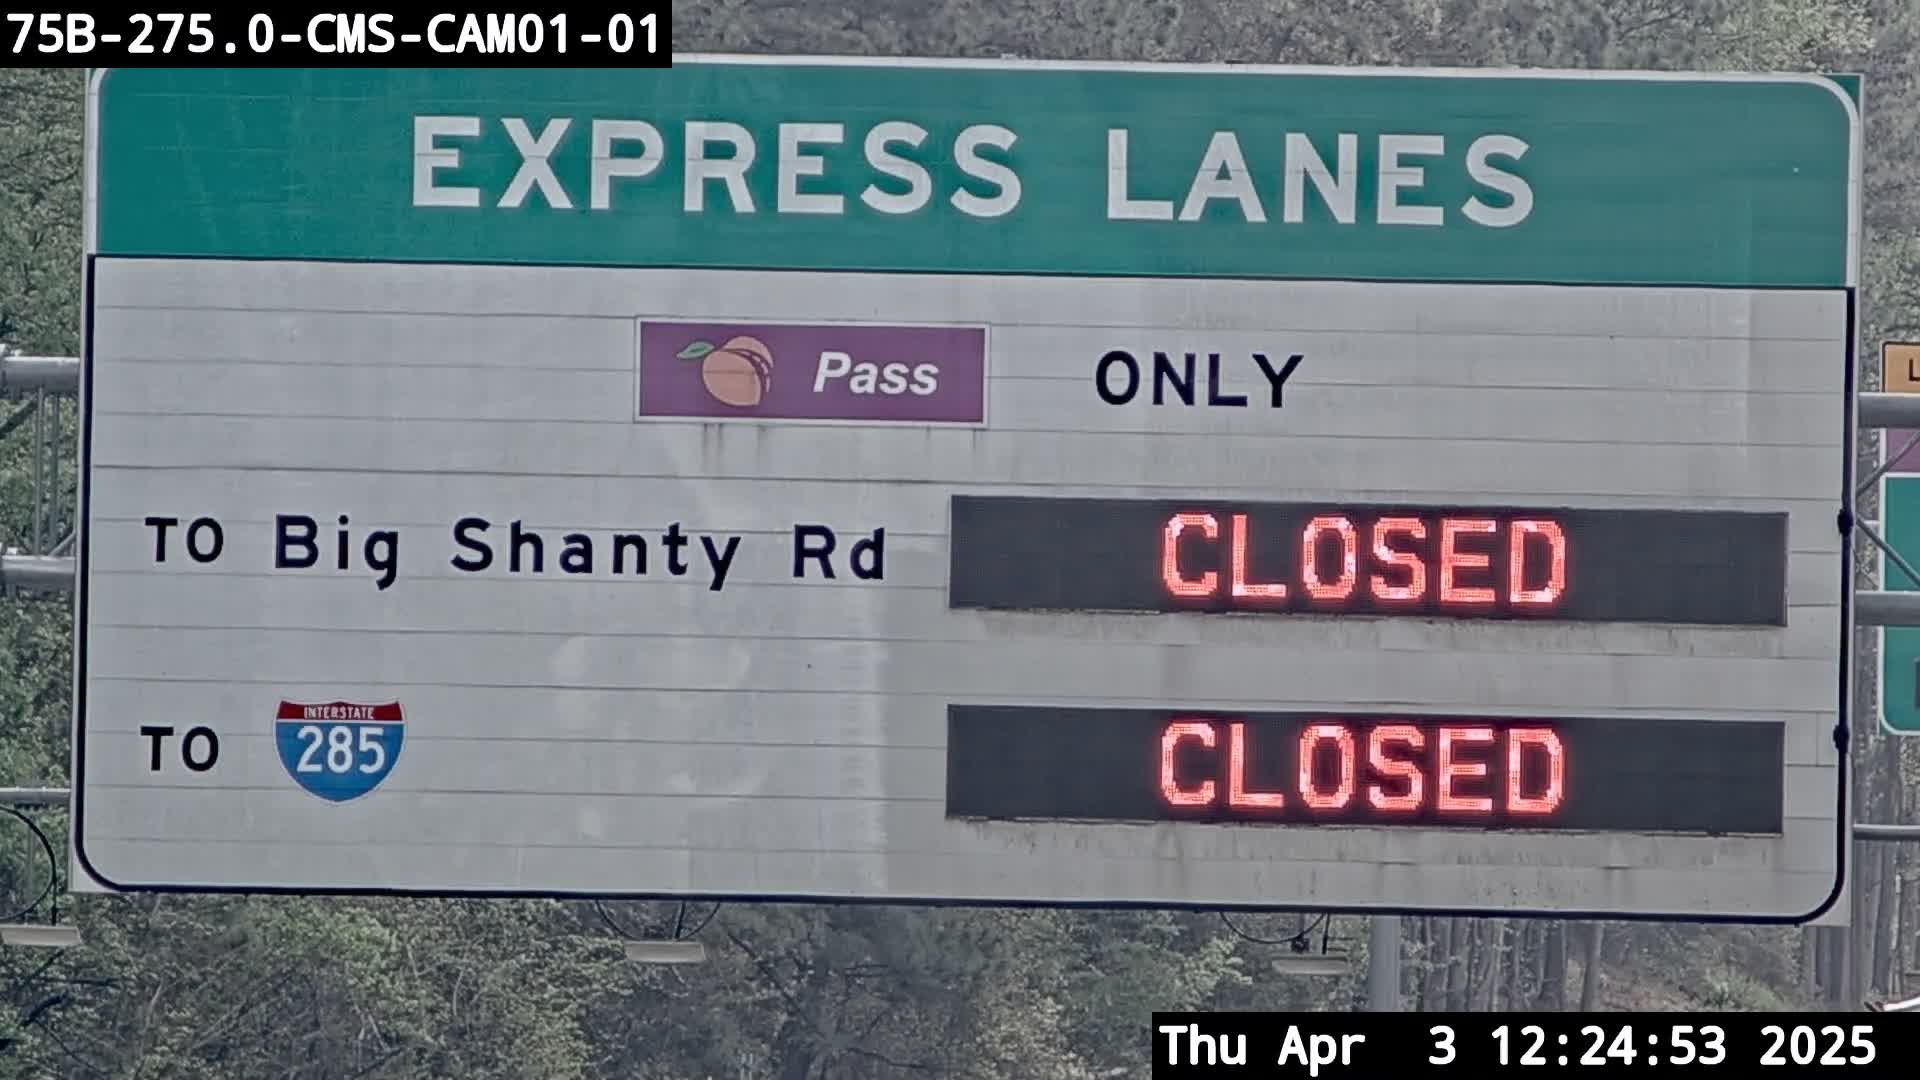 75B-275.0-CMS-CAM01-01
EXPRESS LANES
Pass ONLY
TO Big Shanty Rd CLOSED
INTERSTATE
TO 285 CLOSED
Thu Apr 3 12:24:53 2025